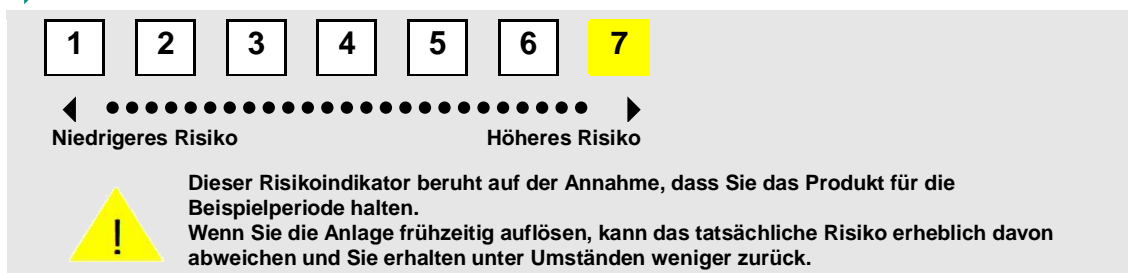 1 2 3 4 5 6 7
Niedrigeres Risiko Höheres Risiko
Dieser Risikoindikator beruht auf der Annahme, dass Sie das Produkt für die
Beispielperiode halten.
Wenn Sie die Anlage frühzeitig auflösen, kann das tatsächliche Risiko erheblich davon
abweichen und Sie erhalten unter Umständen weniger zurück.
!